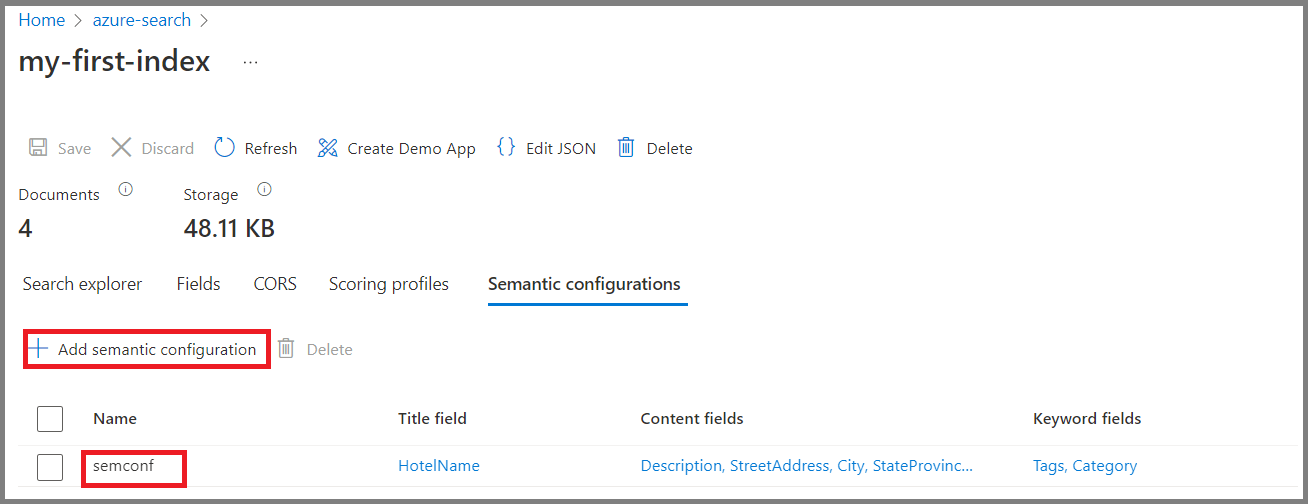 Home > azure-search >
my-first-index ...
Save Discard Refresh Create Demo App {} Edit JSON Delete
Documents Storage
4 48.11 KB
Search explorer Fields CORS Scoring profiles Semantic configurations
+ Add semantic configuration Delete
Name Title field Content fields Keyword fields
semconf HotelName Description, StreetAddress, City, StateProvinc... Tags, Category